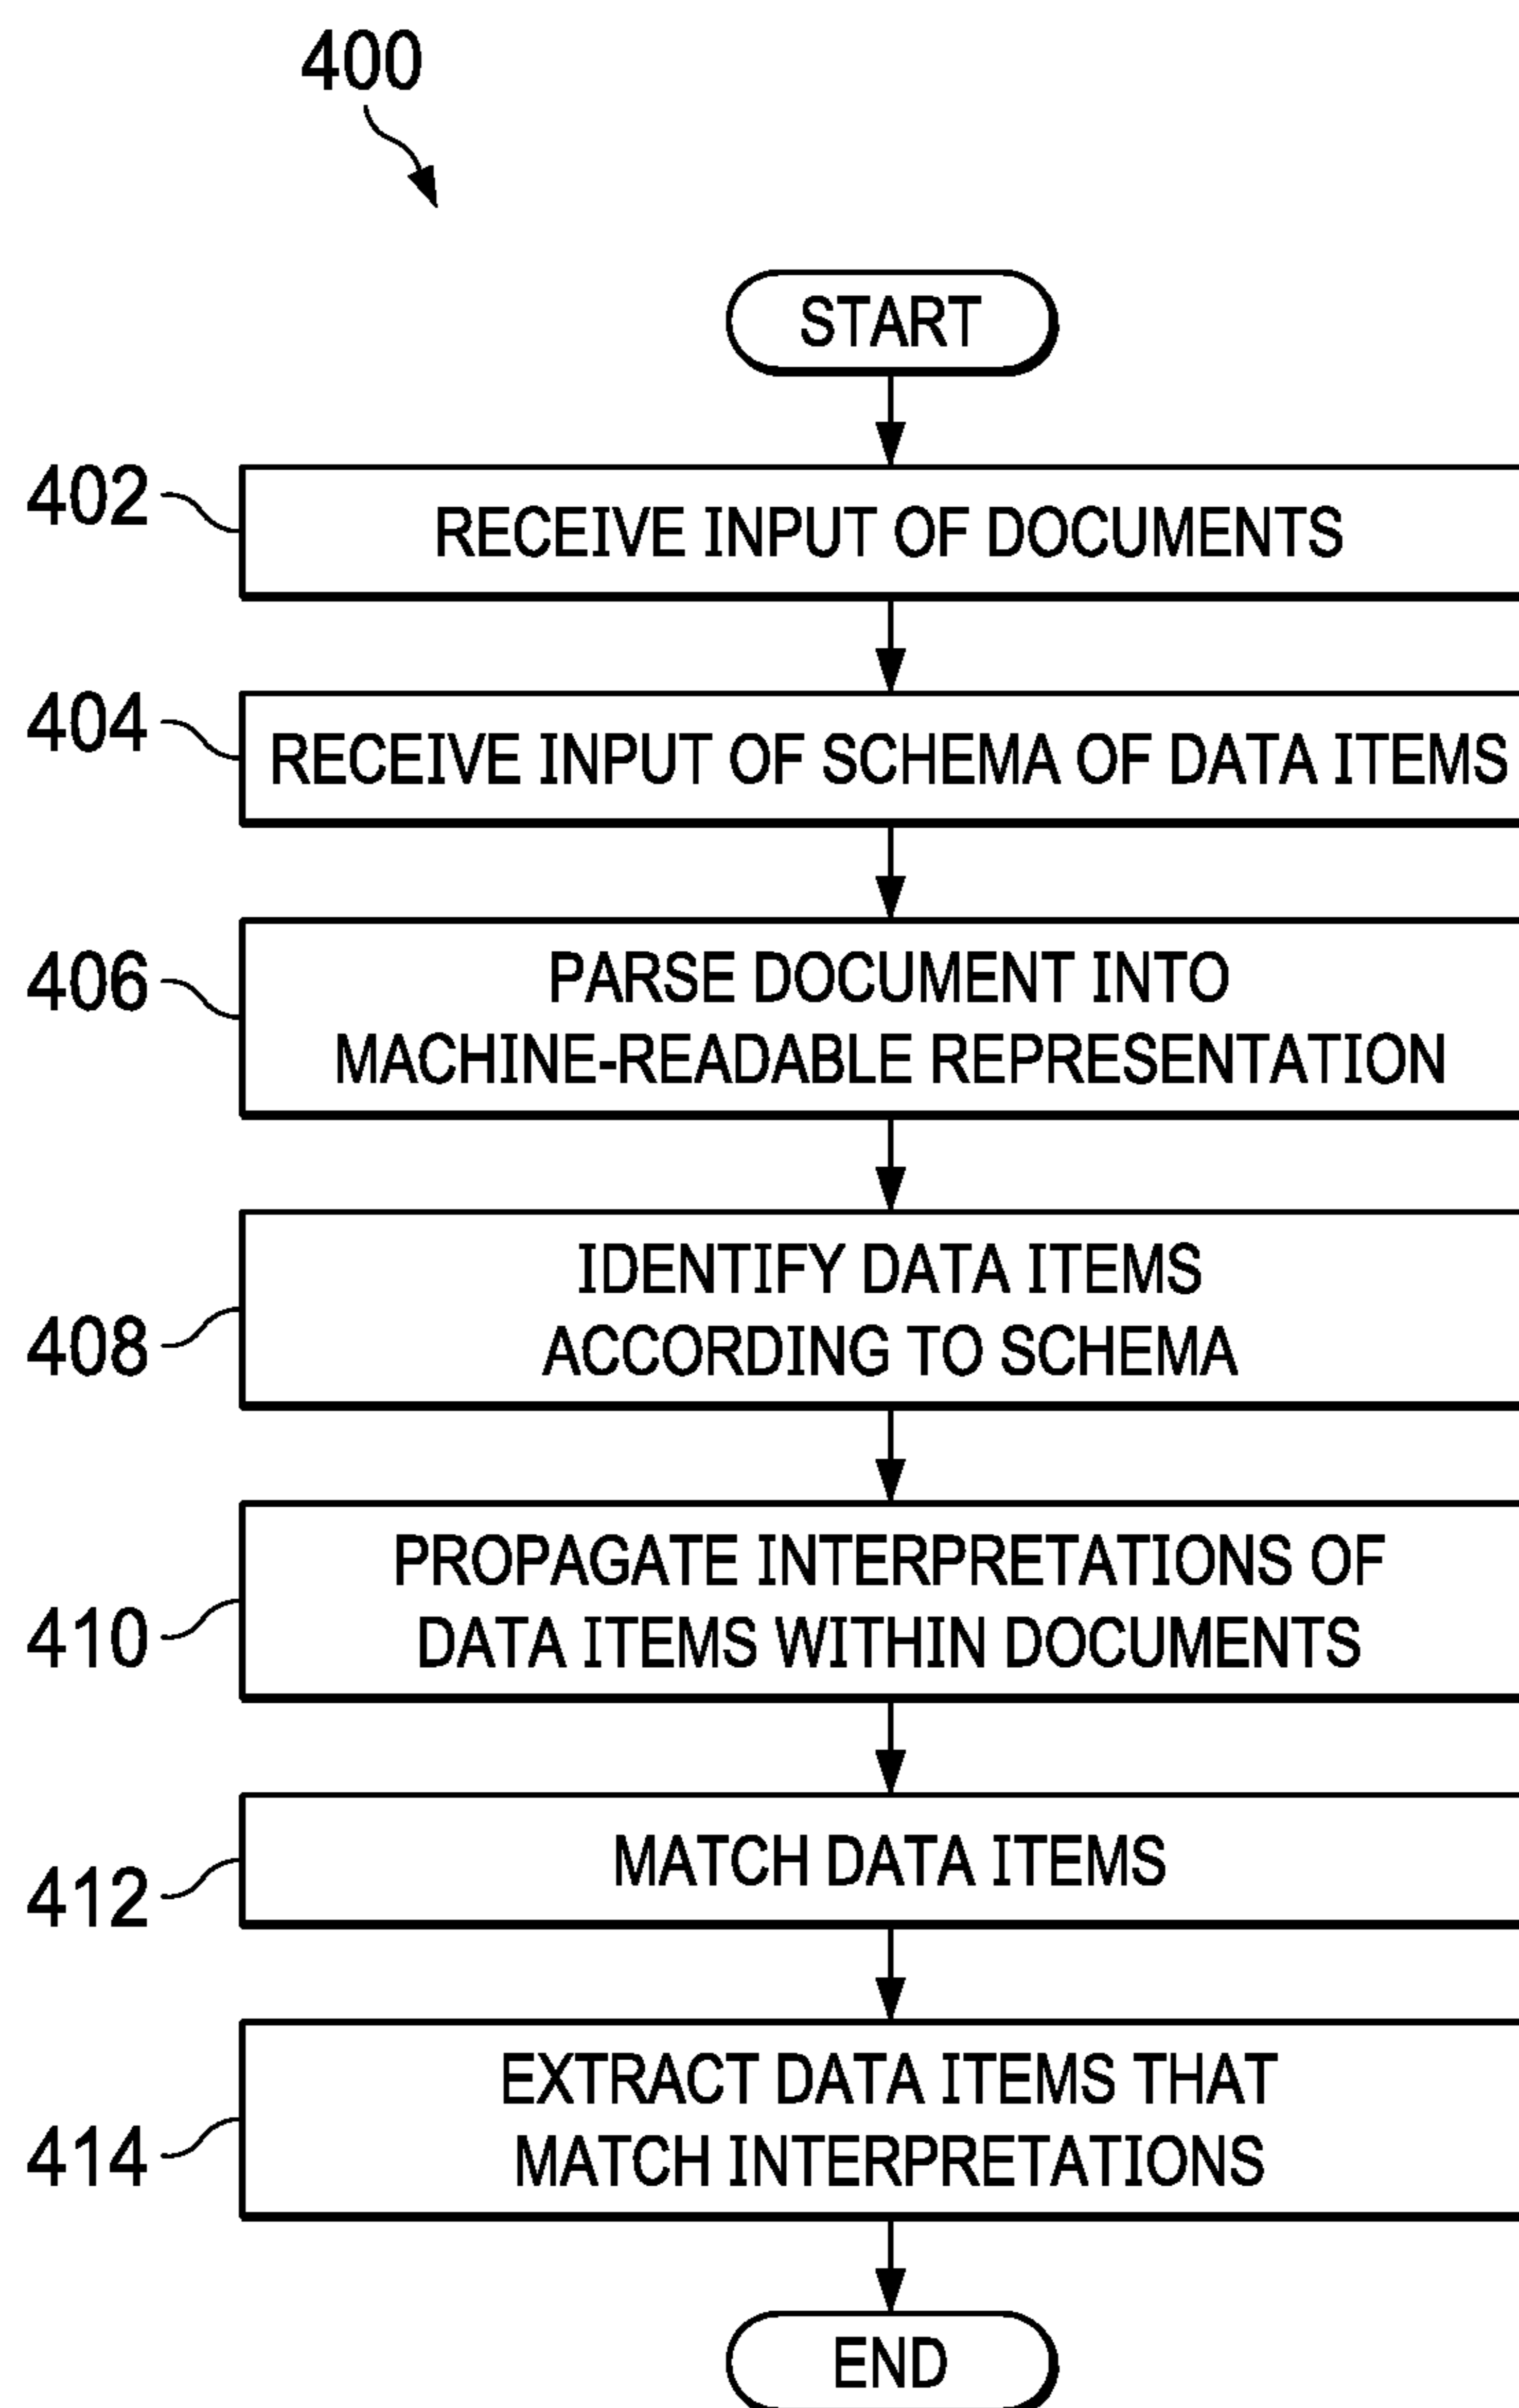 400
START
402
RECEIVE INPUT OF DOCUMENTS
404
RECEIVE INPUT OF SCHEMA OF DATA ITEMS
406
PARSE DOCUMENT INTO
MACHINE-READABLE REPRESENTATION
408
IDENTIFY DATA ITEMS
ACCORDING TO SCHEMA
410
PROPAGATE INTERPRETATIONS OF
DATA ITEMS WITHIN DOCUMENTS
412
MATCH DATA ITEMS
414
EXTRACT DATA ITEMS THAT
MATCH INTERPRETATIONS
END